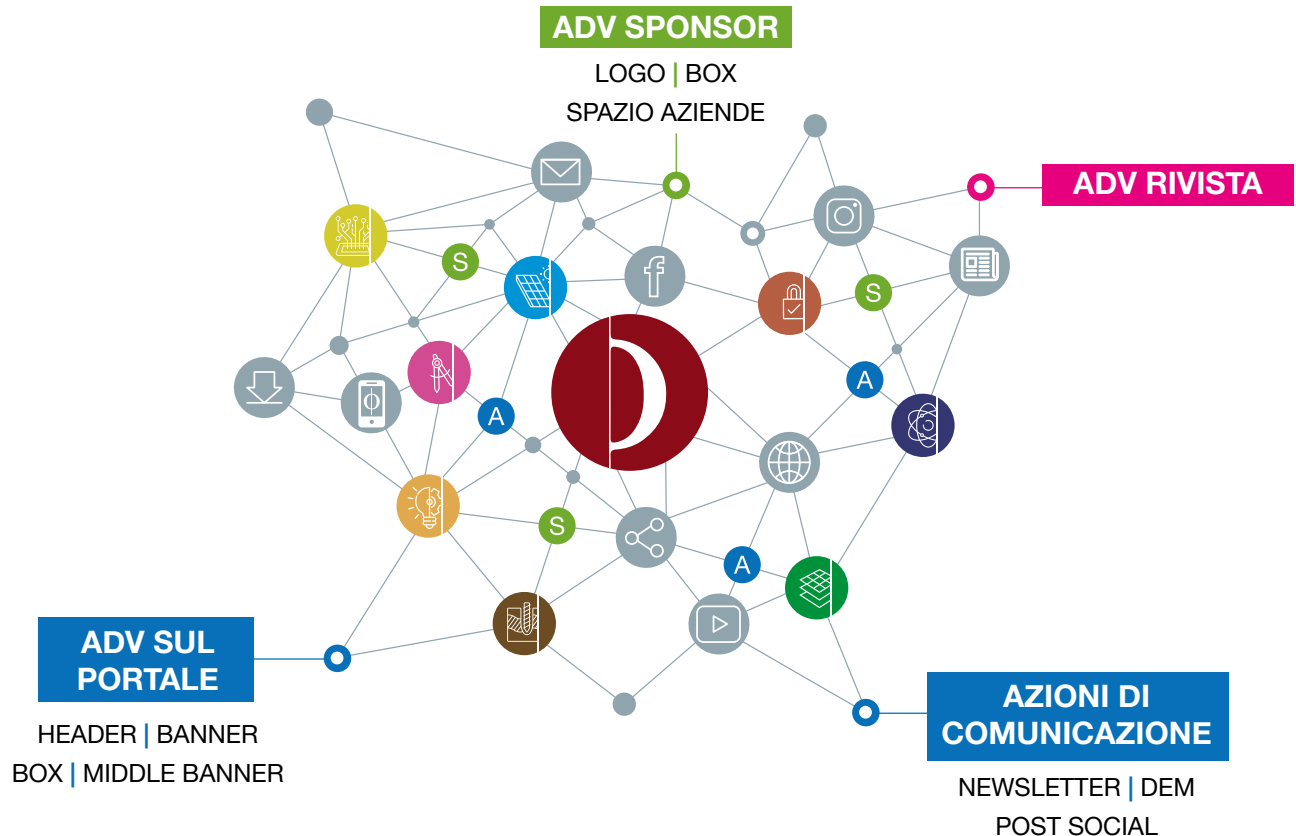 ADV SPONSOR
LOGO | BOX
SPAZIO AZIENDE
ADV RIVISTA
S
S
A
A
S
A
ADV SUL
PORTALE
HEADER | BANNER
BOX | MIDDLE BANNER
AZIONI DI
COMUNICAZIONE
NEWSLETTER | DEM
POST SOCIAL